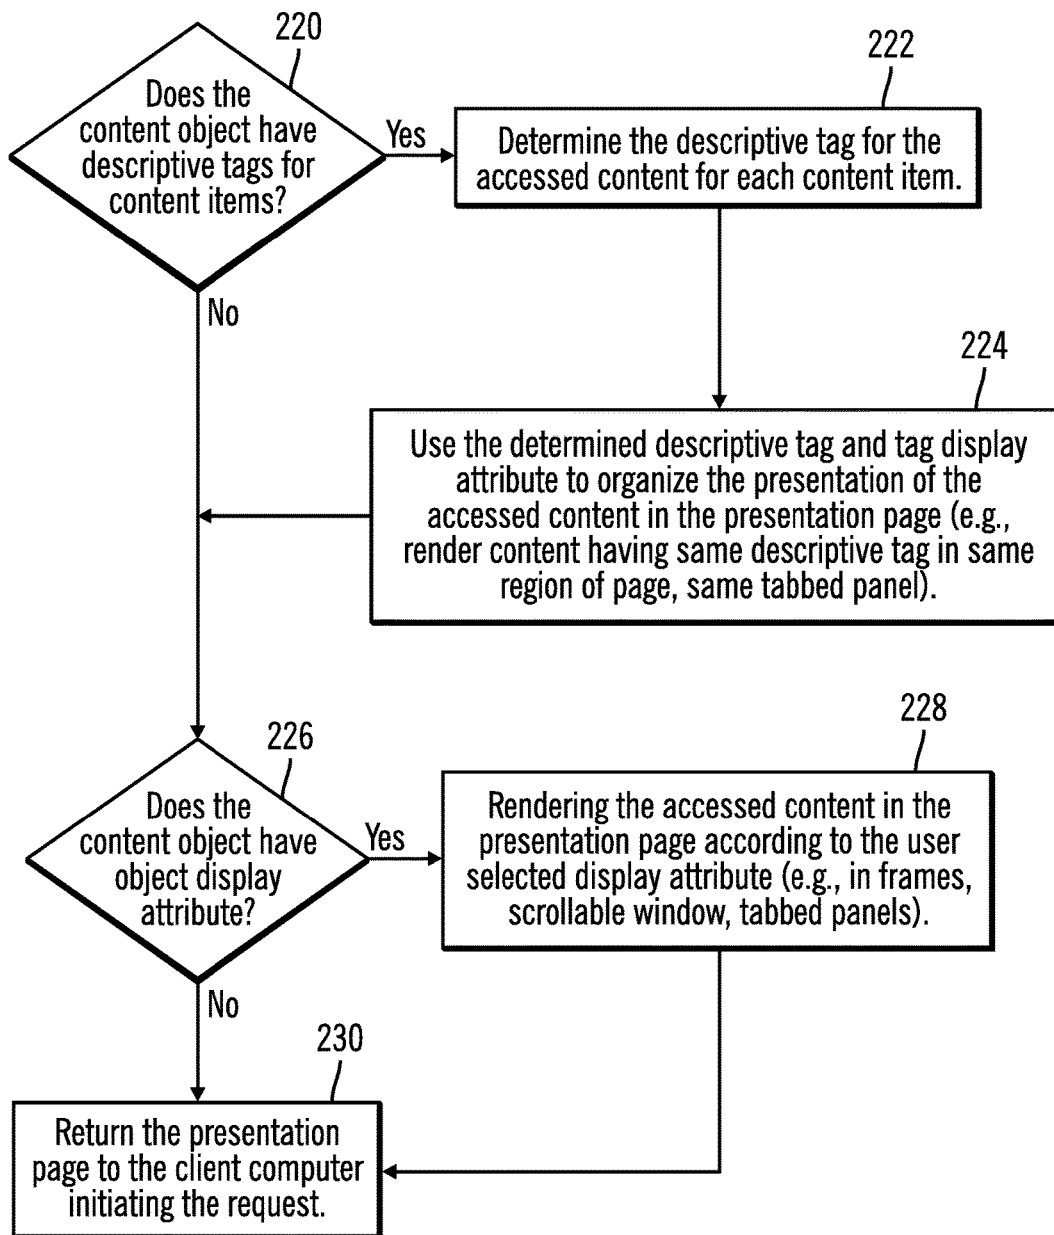 220
Does the
content object have
descriptive tags for
content items?
Yes
222
Determine the descriptive tag for the
accessed content for each content item.
No
224
Use the determined descriptive tag and tag display
attribute to organize the presentation of the
accessed content in the presentation page (e.g.,
render content having same descriptive tag in same
region of page, same tabbed panel).
226
Does the
content object have
object display
attribute?
Yes
228
Rendering the accessed content in the
presentation page according to the user
selected display attribute (e.g., in frames,
scrollable window, tabbed panels).
No
230
Return the presentation
page to the client computer
initiating the request.